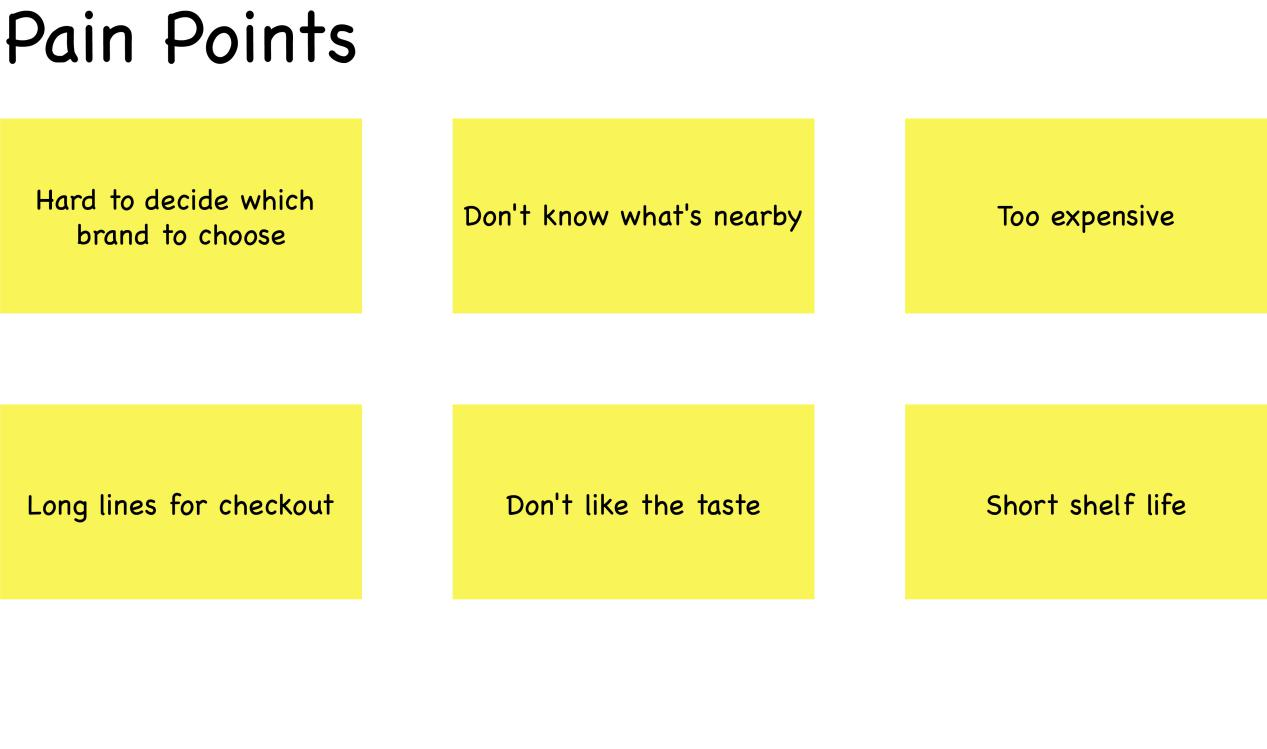 Pain Points
Hard to decide which
brand to choose
Don't know what's nearby
Too expensive
Long lines for checkout
Don't like the taste
Short shelf life